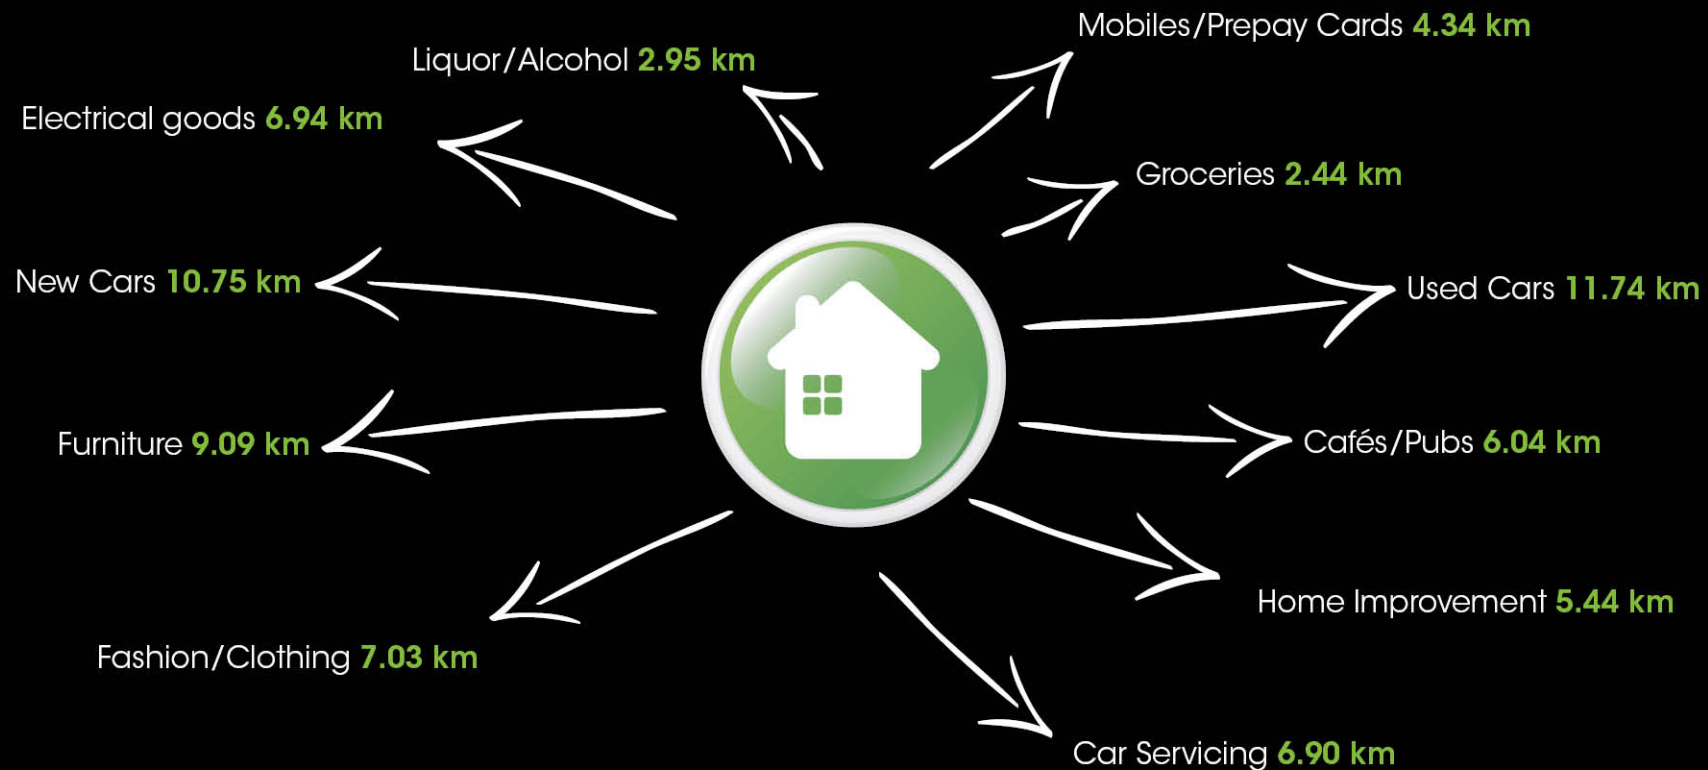 Mobiles/Prepay Cards 4.34 km
Liquor/Alcohol 2.95 km
Electrical goods 6.94 km
Groceries 2.44 km
New Cars 10.75 km
Used Cars 11.74 km
Furniture 9.09 km
Cafés/Pubs 6.04 km
Home Improvement 5.44 km
Fashion/Clothing 7.03 km
Car Servicing 6.90 km